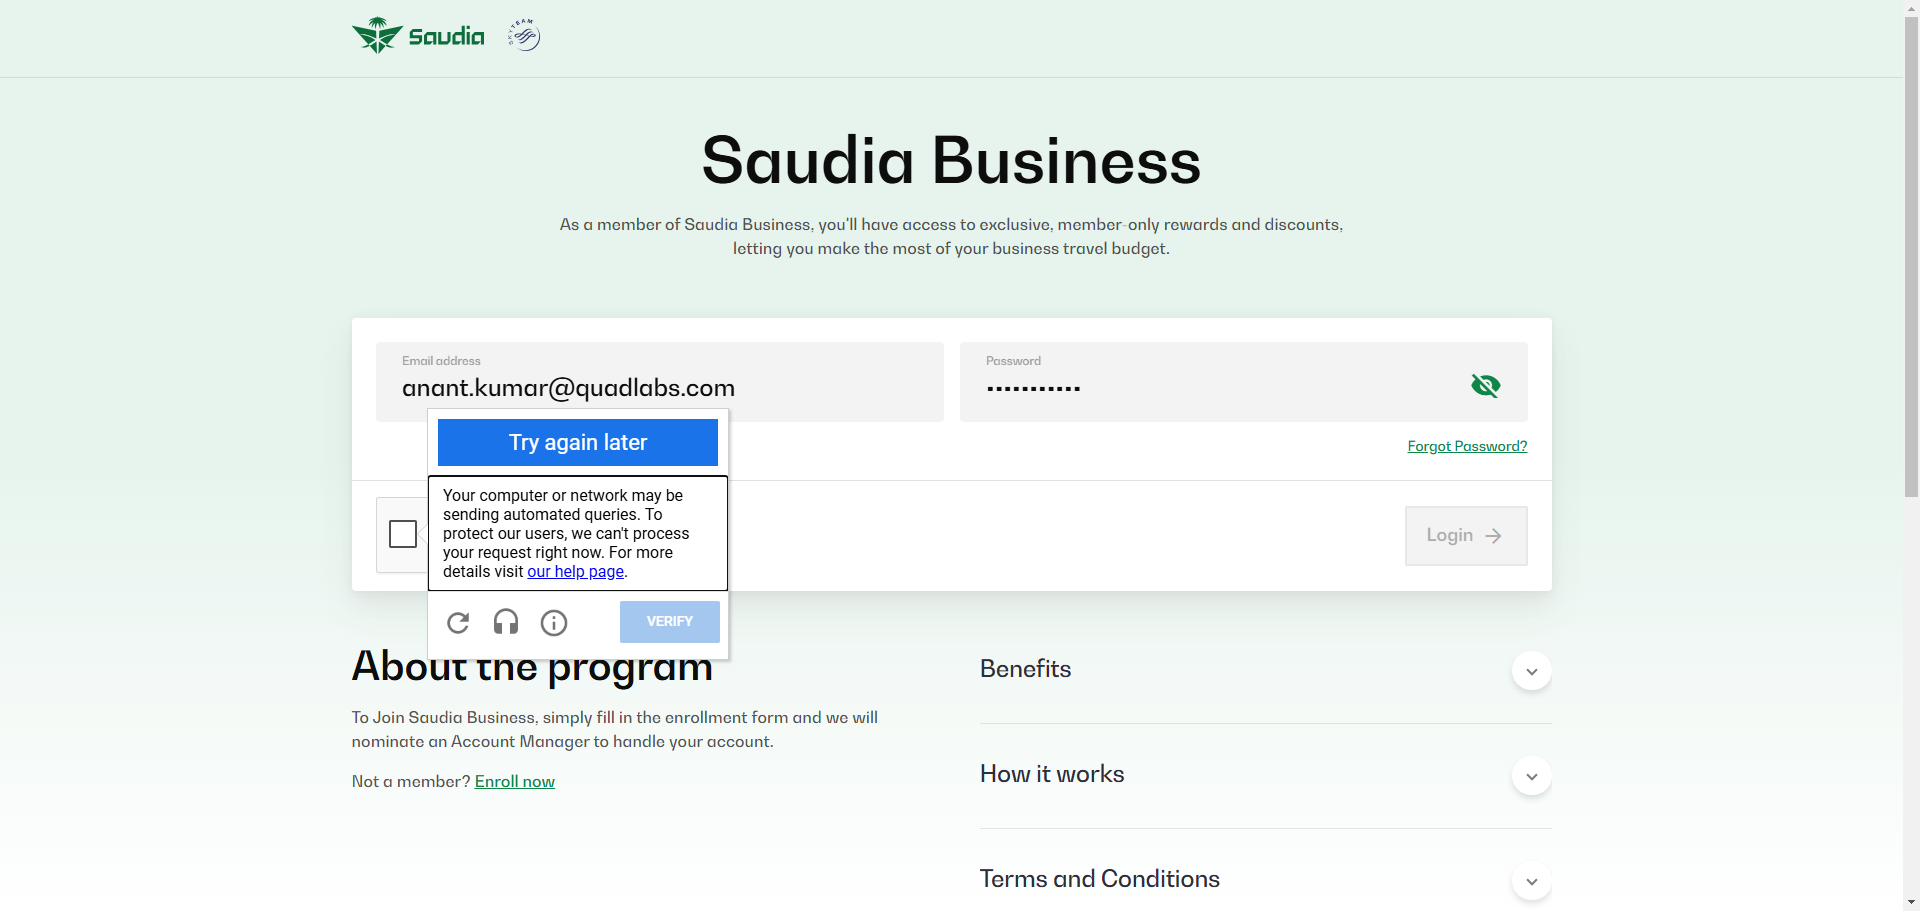 Saudia
SKYTEAM
Saudia Business
As a member of Saudia Business, you'll have access to exclusive, member-only rewards and discounts,
letting you make the most of your business travel budget.
Email address
anant.kumar@quadlabs.com
Password
Forgot Password?
Try again later
Your computer or network may be
sending automated queries. To
protect our users, we can't process
your request right now. For more
details visit our help page.
VERIFY
Login
About the program
To Join Saudia Business, simply fill in the enrollment form and we will
nominate an Account Manager to handle your account.
Not a member? Enroll now
Benefits
How it works
Terms and Conditions